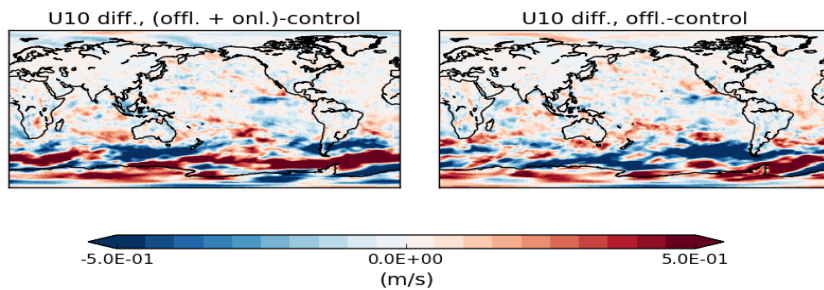 U10 diff., (offl. + onl.)-control
U10 diff., offl.-control
-5.0E-01 0.0E+00 5.0E-01
(m/s)